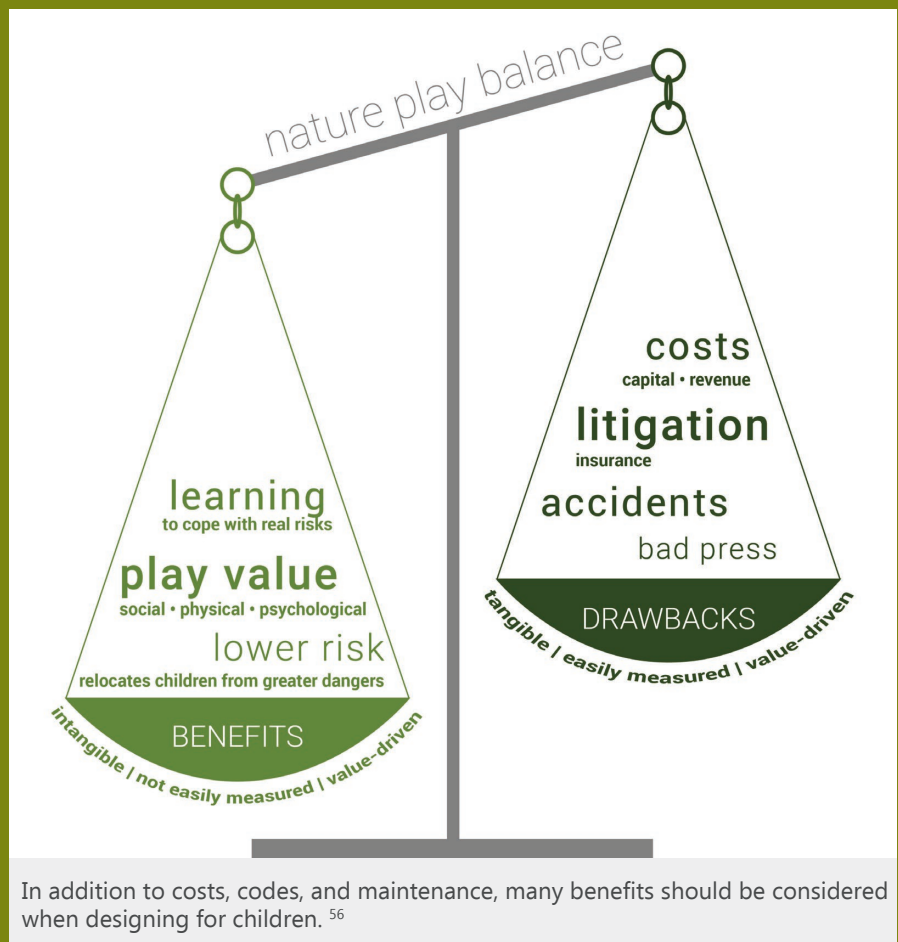 nature play balance
costs
capital • revenue
litigation
insurance
accidents
bad press
DRAWBACKS
tangible | easily measured | value-driven
learning
to cope with real risks
play value
social • physical • psychological
lower risk
relocates children from greater dangers
BENEFITS
intangible | not easily measured | value-driven
In addition to costs, codes, and maintenance, many benefits should be considered
when designing for children. 56